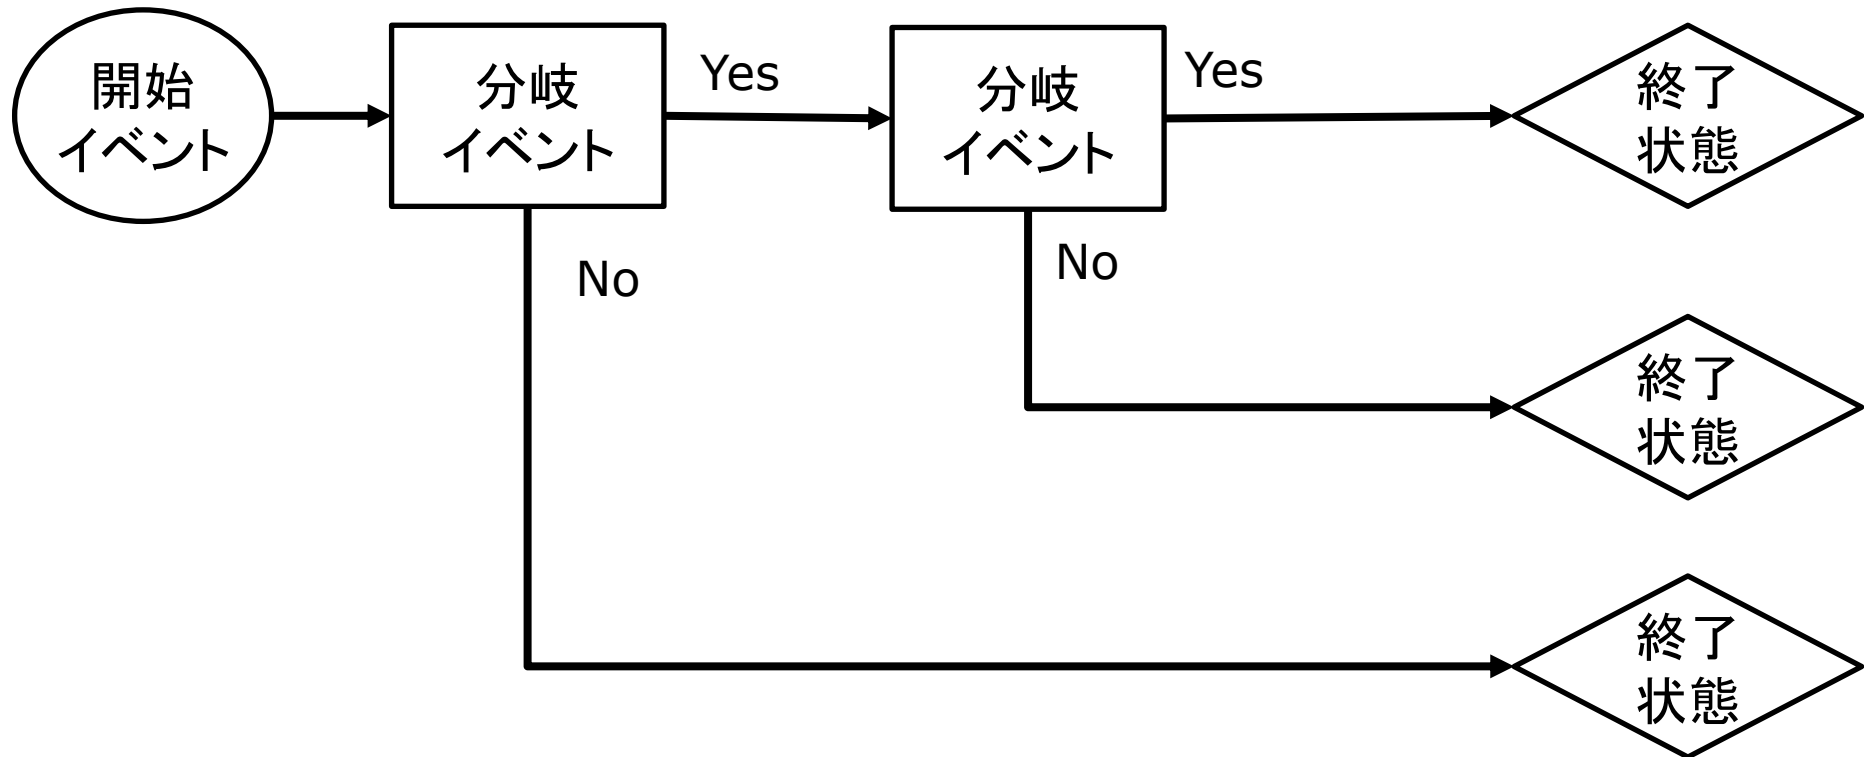 開始
イベント
分岐
イベント
Yes
分岐
イベント
Yes
終了
状態
No
No
終了
状態
終了
状態